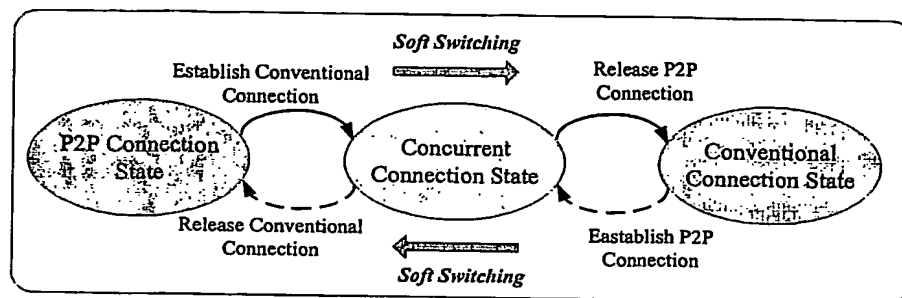 Soft Switching
Establish Conventional
Connection
Release P2P
Connection
P2P Connection
State
Concurrent
Connection State
Conventional
Connection State
Release Conventional
Connection
Eastablish P2P
Connection
Soft Switching